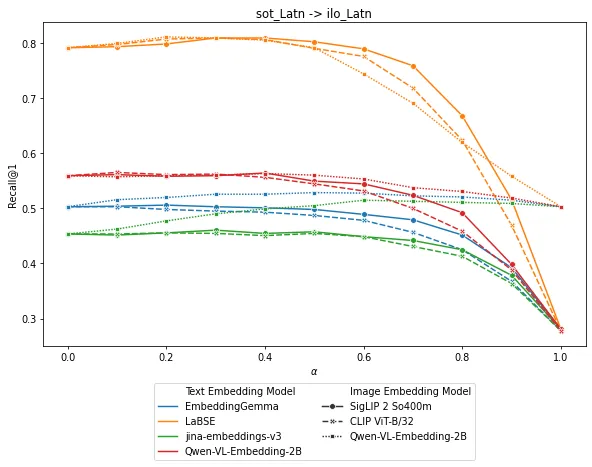 sot_Latn -> ilo_Latn
Recall@1
0.8
0.7
0.6
0.5
0.4
0.3
0.0 0.2 0.4 0.6 0.8 1.0
α
Text Embedding Model Image Embedding Model
EmbeddingGemma SigLIP 2 So400m
LaBSE CLIP ViT-B/32
jina-embeddings-v3 Qwen-VL-Embedding-2B
Qwen-VL-Embedding-2B